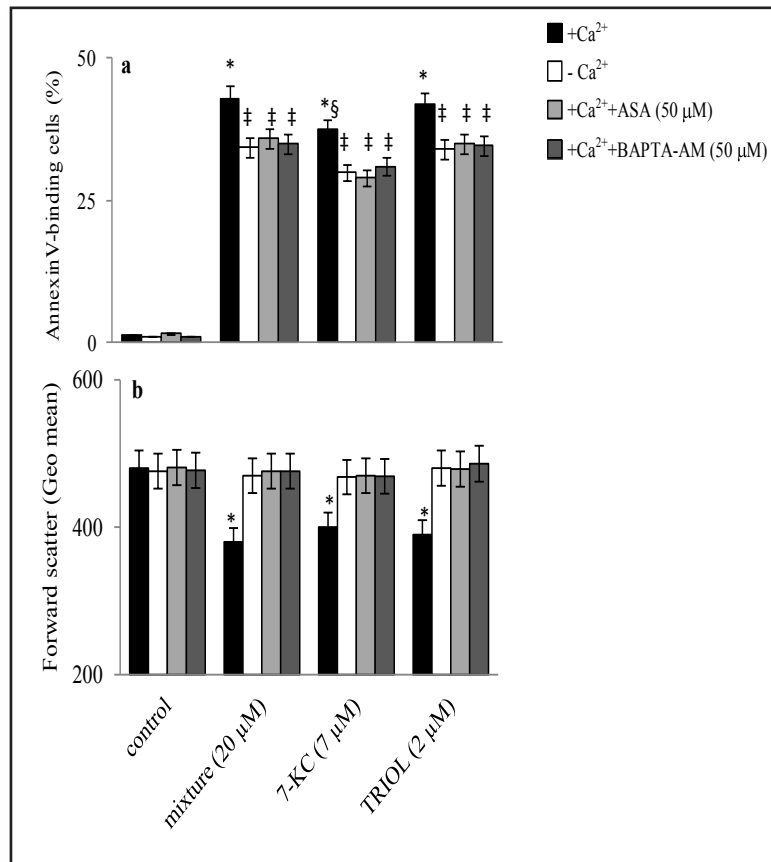 +Ca²⁺
- Ca²⁺
+Ca²⁺+ASA (50 μM)
+Ca²⁺+BAPTA-AM (50 μM)
a
Annexin V-binding cells (%)
50
25
0
* *§ *
‡ ‡ ‡ ‡ ‡ ‡ ‡ ‡ ‡
b
Forward scatter (Geo mean)
600
400
200
* * *
control
mixture (20 μM)
7-KC (7 μM)
TRIOL (2 μM)